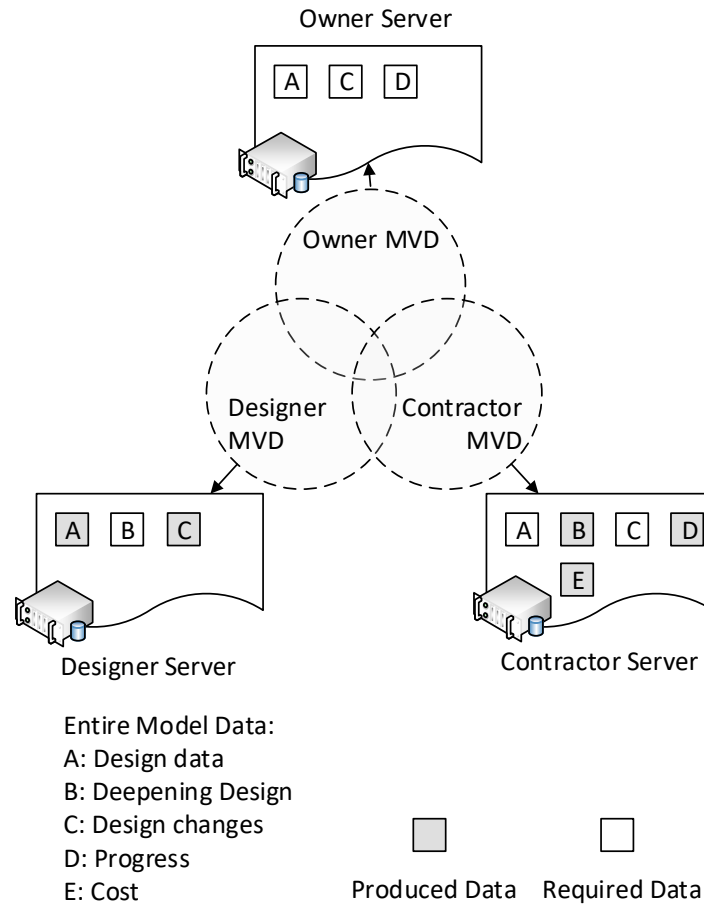 Owner Server
A C D
Owner MVD
Designer
MVD
Contractor
MVD
A B C
A B C D
E
Designer Server
Contractor Server
Entire Model Data:
A: Design data
B: Deepening Design
C: Design changes
D: Progress
E: Cost
Produced Data
Required Data